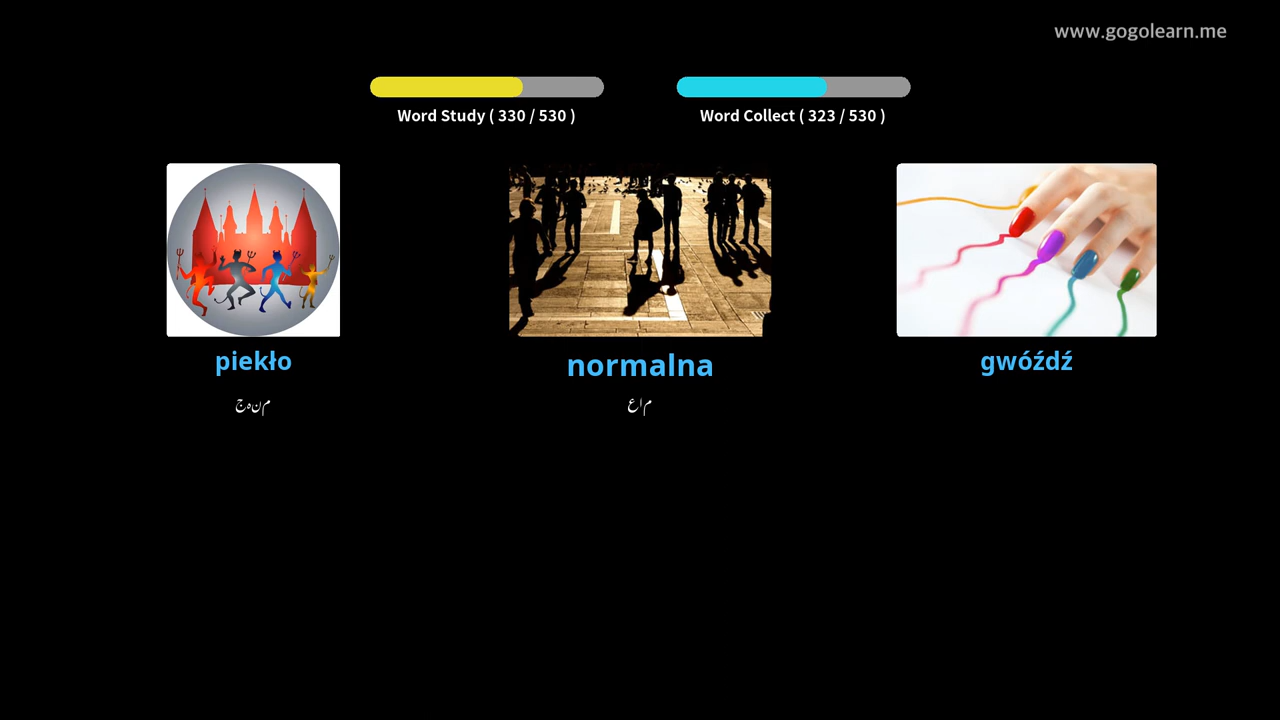 www.gogolearn.me
Word Study ( 330 / 530 )
Word Collect ( 323 / 530 )
piekło
normalna
gwóźdź
جہنم
عام